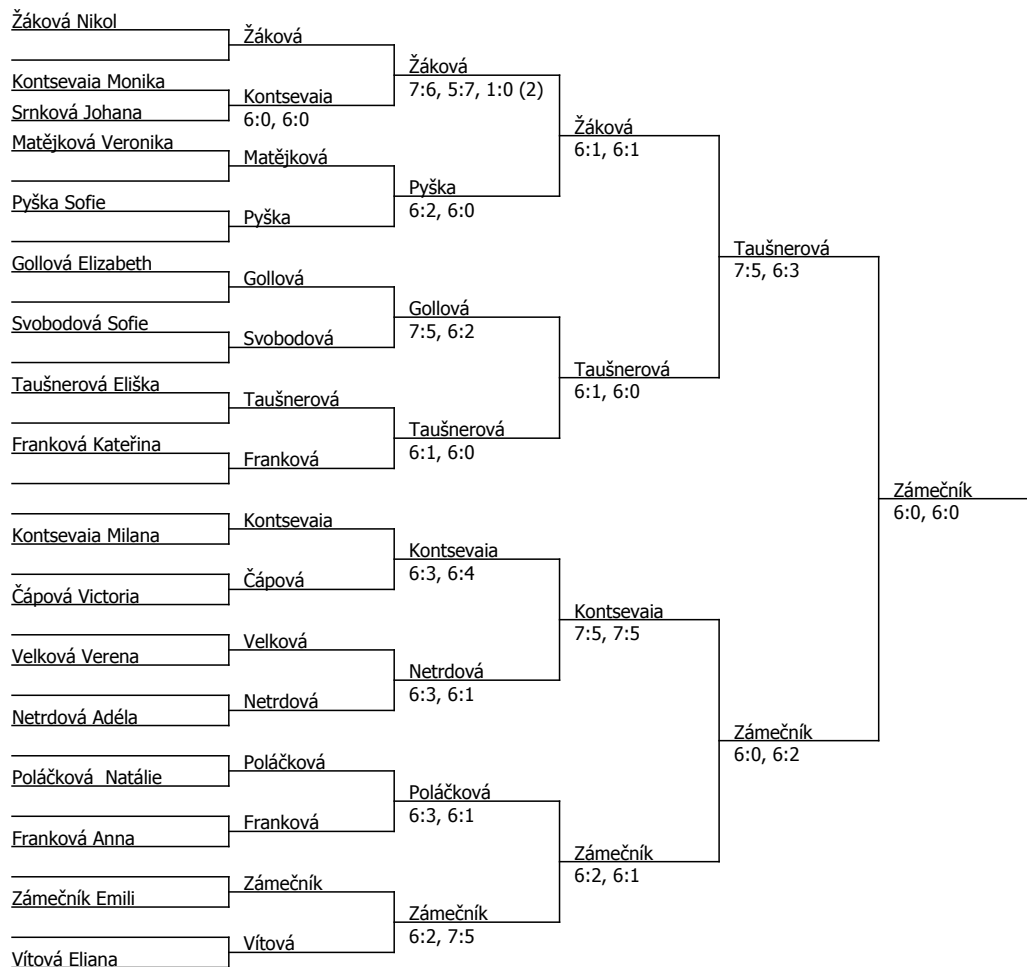 Žáková Nikol
Kontsevaia Monika
Srnková Johana
Matějková Veronika
Pyška Sofie
Gollová Elizabeth
Svobodová Sofie
Taušnerová Eliška
Franková Kateřina
Kontsevaia Milana
Čápová Victoria
Velková Verena
Netrdová Adéla
Poláčková  Natálie
Franková Anna
Zámečník Emili
Vítová Eliana
Žáková
Kontsevaia
6:0, 6:0
Matějková
Pyška
Gollová
Svobodová
Taušnerová
Franková
Kontsevaia
Čápová
Velková
Netrdová
Poláčková
Franková
Zámečník
Vítová
Žáková
7:6, 5:7, 1:0 (2)
Pyška
6:2, 6:0
Gollová
7:5, 6:2
Taušnerová
6:1, 6:0
Kontsevaia
6:3, 6:4
Netrdová
6:3, 6:1
Poláčková
6:3, 6:1
Zámečník
6:2, 7:5
Žáková
6:1, 6:1
Taušnerová
6:1, 6:0
Kontsevaia
7:5, 7:5
Zámečník
6:2, 6:1
Taušnerová
7:5, 6:3
Zámečník
6:0, 6:2
Zámečník
6:0, 6:0